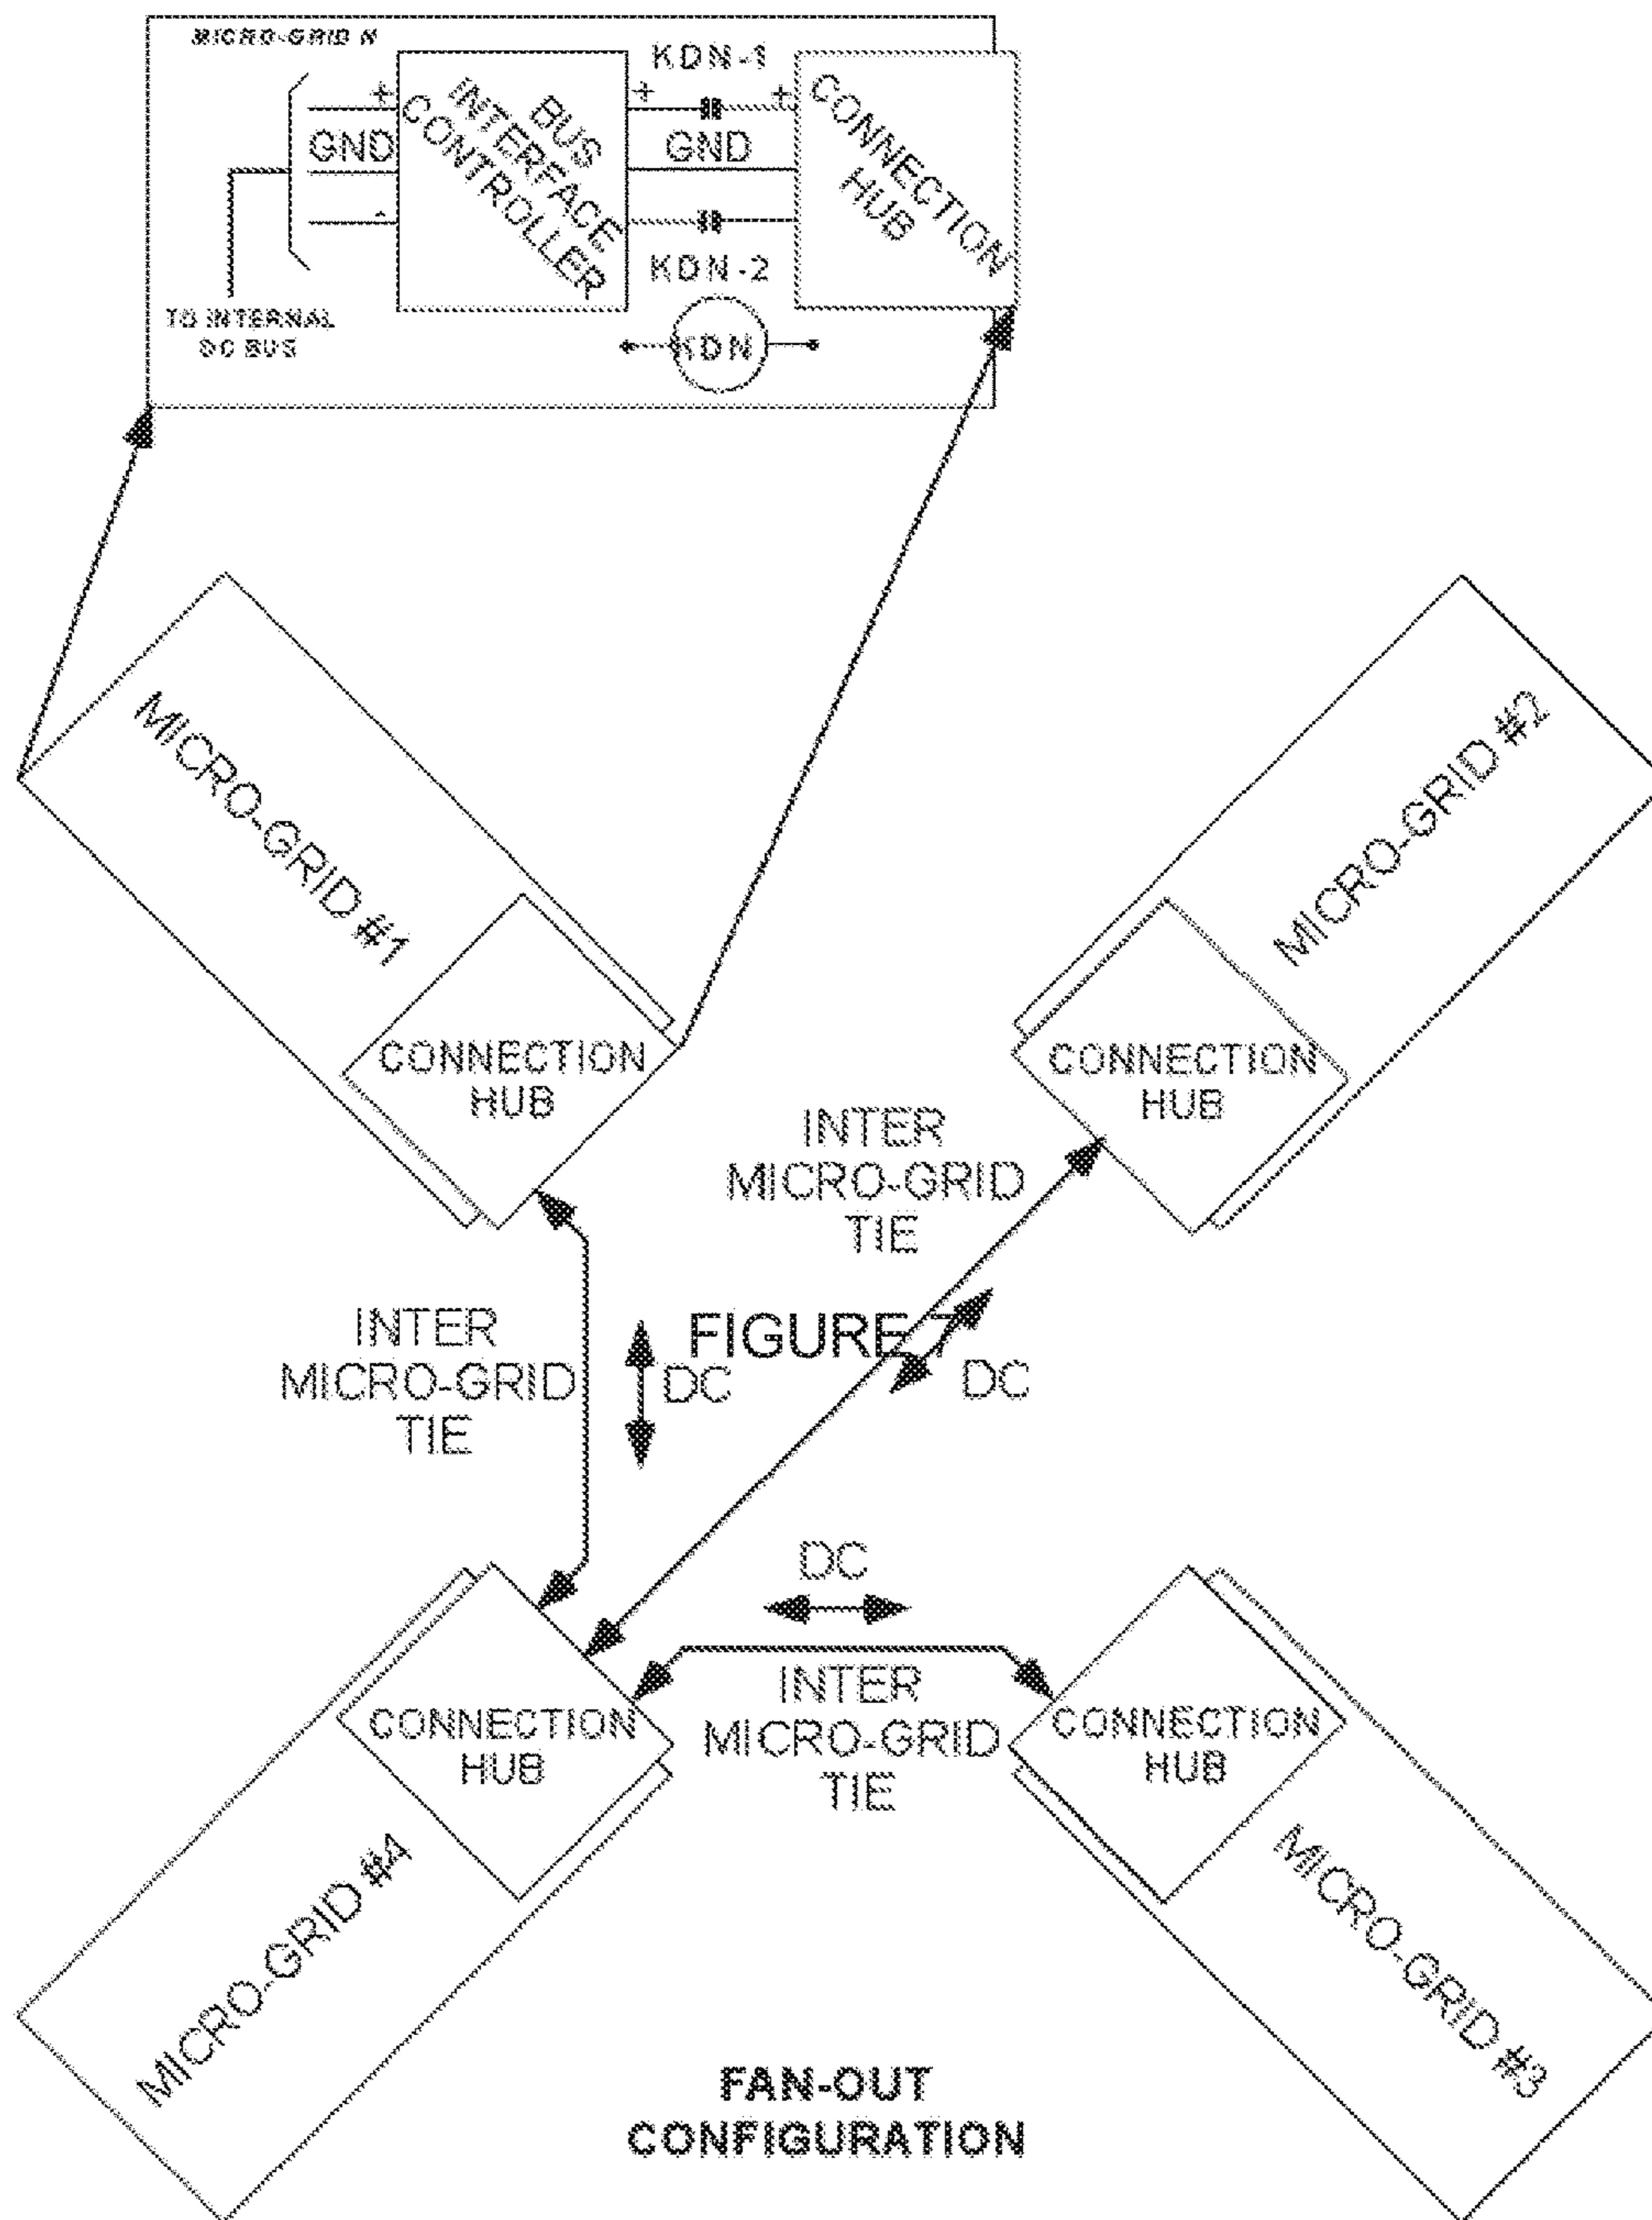 MICRO-GRID N
KDN-1
+
+
+
BUS
INTERFACE
CONTROLLER
CONNECTION
HUB
GND
GND
-
KDN-2
TO INTERNAL
DC BUS
KDN
MICRO-GRID #1
MICRO-GRID #2
CONNECTION
HUB
CONNECTION
HUB
INTER
MICRO-GRID
TIE
INTER
MICRO-GRID
TIE
FIGURE 7
DC
DC
DC
INTER
MICRO-GRID
TIE
CONNECTION
HUB
CONNECTION
HUB
MICRO-GRID #4
MICRO-GRID #3
FAN-OUT
CONFIGURATION